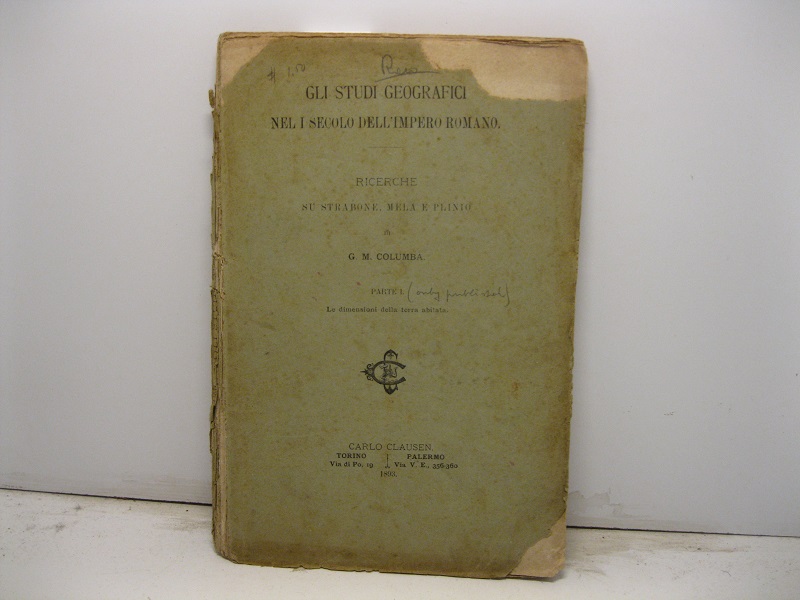 GLI STUDI GEOGRAFICI
NEL I SECOLO DELL'IMPERO ROMANO.
RICERCHE
SU STRABONE, MELA E PLINIO
DI
G. M. COLUMBA.
PARTE I. (only published)
Le dimensioni della terra abitata.
CARLO CLAUSEN.
TORINO PALERMO
Via di Po, 19 Via V. E., 356-360
1893.